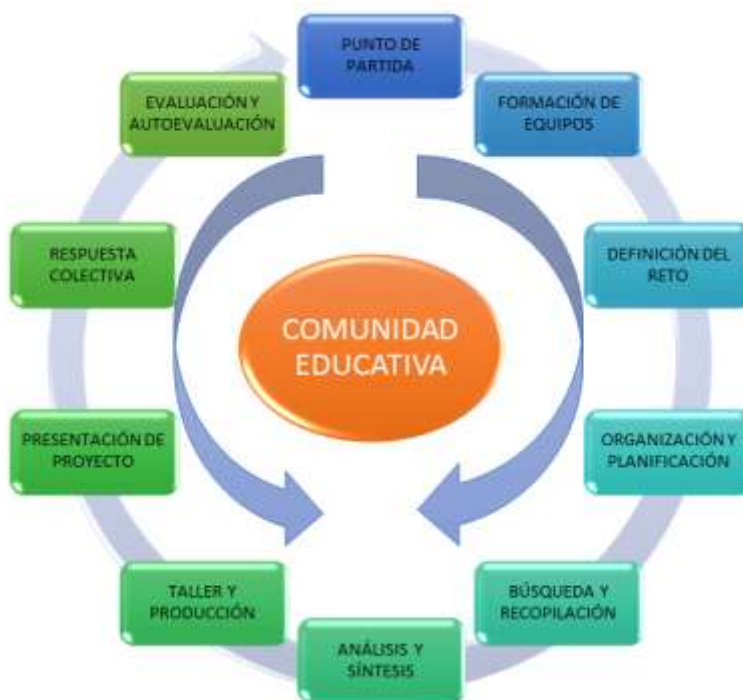 PUNTO DE
PARTIDA
FORMACIÓN DE
EQUIPOS
DEFINICIÓN DEL
RETO
ORGANIZACIÓN Y
PLANIFICACIÓN
BÚSQUEDA Y
RECOPILACIÓN
ANÁLISIS Y
SÍNTESIS
TALLER Y
PRODUCCIÓN
PRESENTACIÓN DE
PROYECTO
RESPUESTA
COLECTIVA
EVALUACIÓN Y
AUTOEVALUACIÓN
COMUNIDAD
EDUCATIVA